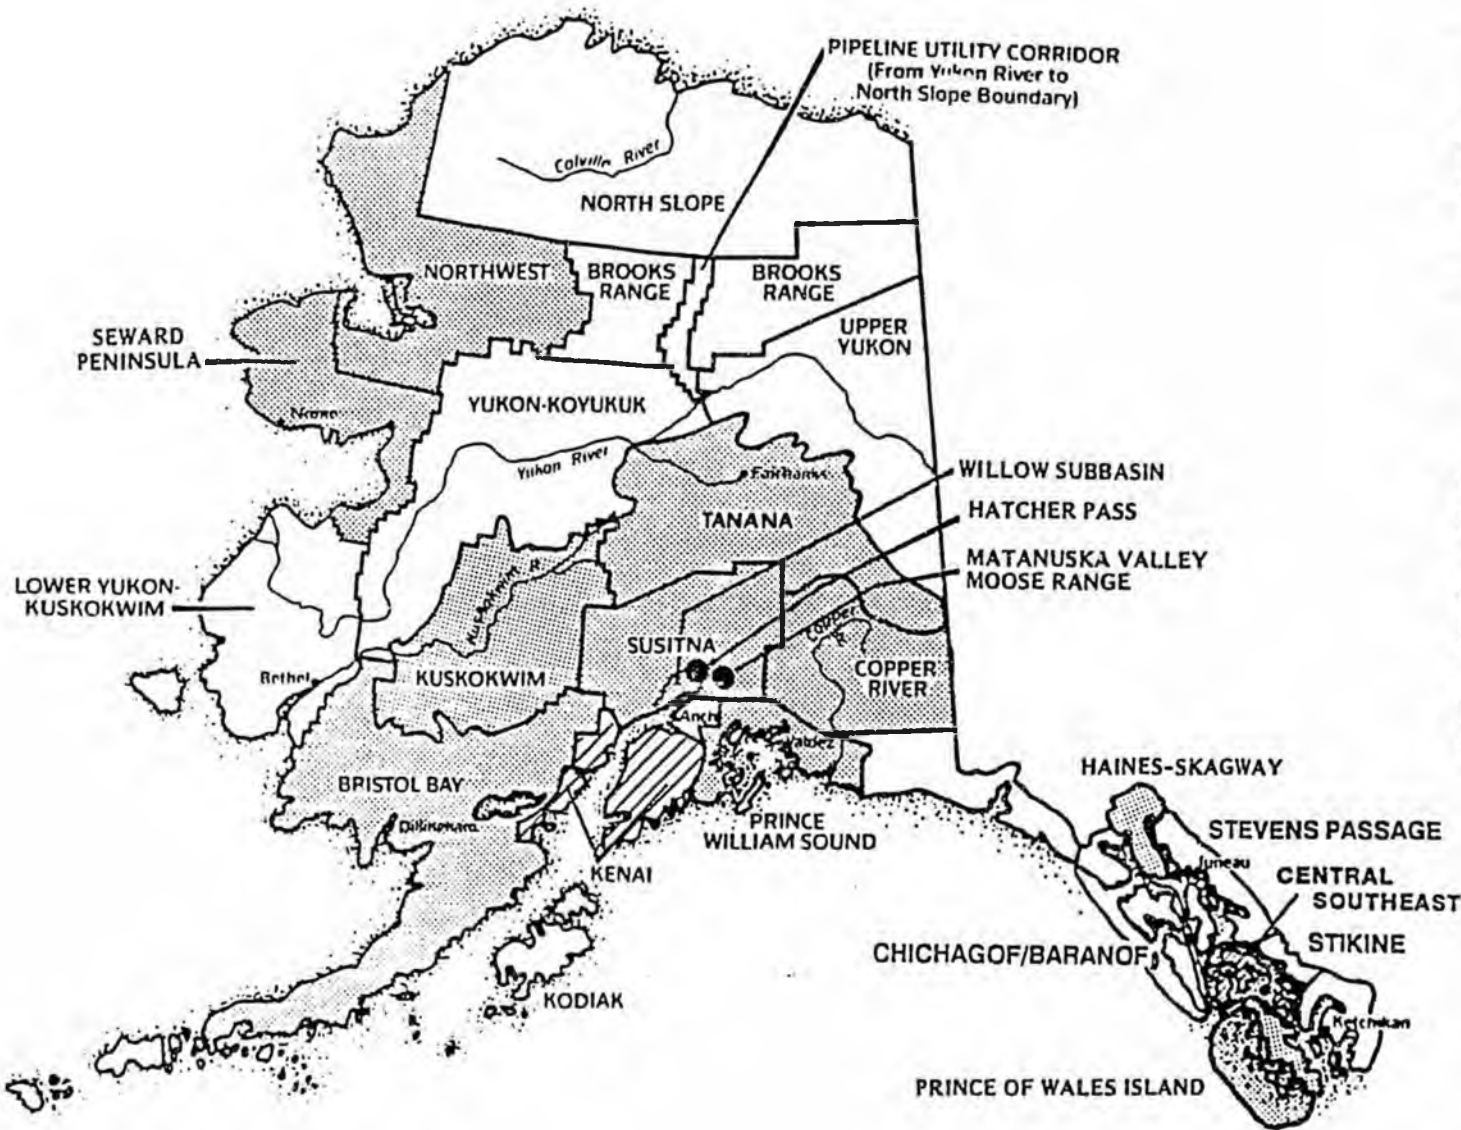 PIPELINE UTILITY CORRIDOR
(From Yukon River to
North Slope Boundary)
Colville River
NORTH SLOPE
NORTHWEST
BROOKS
RANGE
BROOKS
RANGE
UPPER
YUKON
SEWARD
PENINSULA
Nome
YUKON-KOYUKUK
Yukon River
Fairbanks
WILLOW SUBBASIN
TANANA
HATCHER PASS
MATANUSKA VALLEY
MOOSE RANGE
LOWER YUKON-
KUSKOKWIM
Kuskokwim R.
Copper
R.
SUSITNA
Bethel
KUSKOKWIM
COPPER
RIVER
Anch
Valdez
BRISTOL BAY
Dillingham
HAINES-SKAGWAY
PRINCE
WILLIAM SOUND
STEVENS PASSAGE
Juneau
KENAI
CENTRAL
SOUTHEAST
STIKINE
CHICHAGOF/BARANOF
KODIAK
Ketchikan
PRINCE OF WALES ISLAND